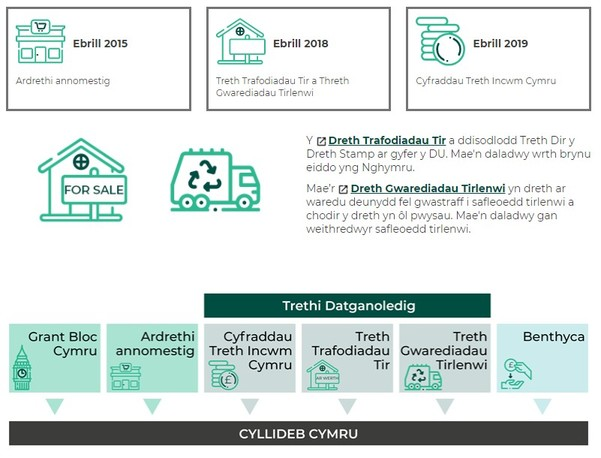 Ebrill 2015
Ardrethi annomestig
Ebrill 2018
Treth Trafodiadau Tir a Threth
Gwarediadau Tirlenwi
Ebrill 2019
Cyfraddau Treth Incwm Cymru
FOR SALE
Y Dreth Trafodiadau Tir a ddisodlodd Treth Dir y
Dreth Stamp ar gyfer y DU. Mae'n daladwy wrth brynu
eiddo yng Nghymru.
Mae'r Dreth Gwarediadau Tirlenwi yn dreth ar
waredu deunydd fel gwastraff i safleoedd tirlenwi a
chodir y dreth yn ôl pwysau. Mae'n daladwy gan
weithredwyr safleoedd tirlenwi.
Trethi Datganoledig
Grant Bloc
Cymru
Ardrethi
annomestig
Cyfraddau
Treth Incwm
Cymru
£
Treth
Trafodiadau
Tir
AR WERTH
Treth
Gwarediadau
Tirlenwi
Benthyca
£
CYLLIDEB CYMRU